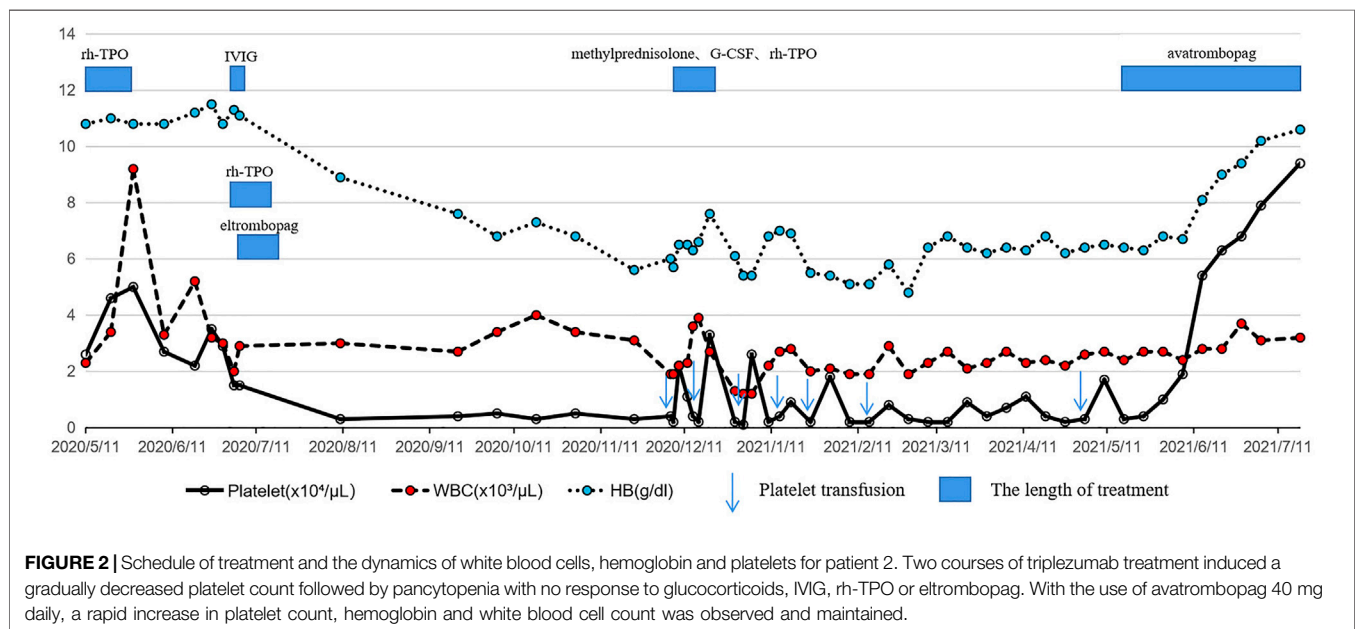 14
12
10
8
6
4
2
0
rh-TPO
IVIG
methylprednisolone、G-CSF、rh-TPO
avatrombopag
rh-TPO
eltrombopag
2020/5/11 2020/6/11 2020/7/11 2020/8/11 2020/9/11 2020/10/11 2020/11/11 2020/12/11 2021/1/11 2021/2/11 2021/3/11 2021/4/11 2021/5/11 2021/6/11 2021/7/11
Platelet(x10⁴/μL) WBC(x10³/μL) HB(g/dl) Platelet transfusion The length of treatment
FIGURE 2 | Schedule of treatment and the dynamics of white blood cells, hemoglobin and platelets for patient 2. Two courses of triplezumab treatment induced a
gradually decreased platelet count followed by pancytopenia with no response to glucocorticoids, IVIG, rh-TPO or eltrombopag. With the use of avatrombopag 40 mg
daily, a rapid increase in platelet count, hemoglobin and white blood cell count was observed and maintained.